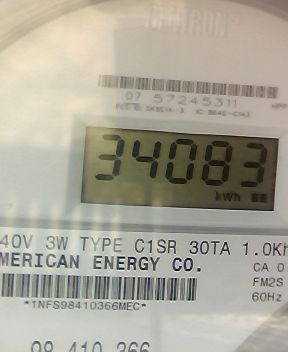 07 57245311
34083
kWh
40V 3W TYPE C1SR 30TA 1.0Kh
MERICAN ENERGY CO.
CA 0.
FM2S
*1NFS98410366MEC*
60Hz
98 410 366